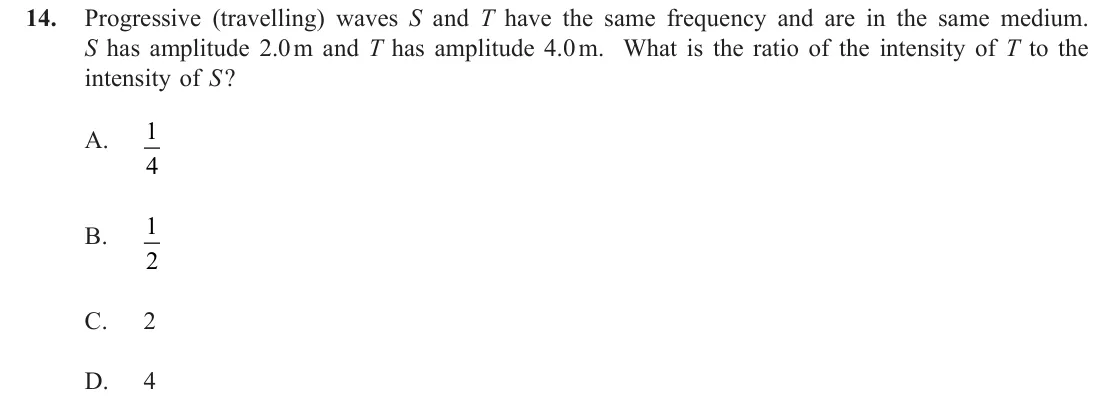 14. Progressive (travelling) waves S and T have the same frequency and are in the same medium.
S has amplitude 2.0 m and T has amplitude 4.0 m. What is the ratio of the intensity of T to the
intensity of S?
A. 1/4
B. 1/2
C. 2
D. 4